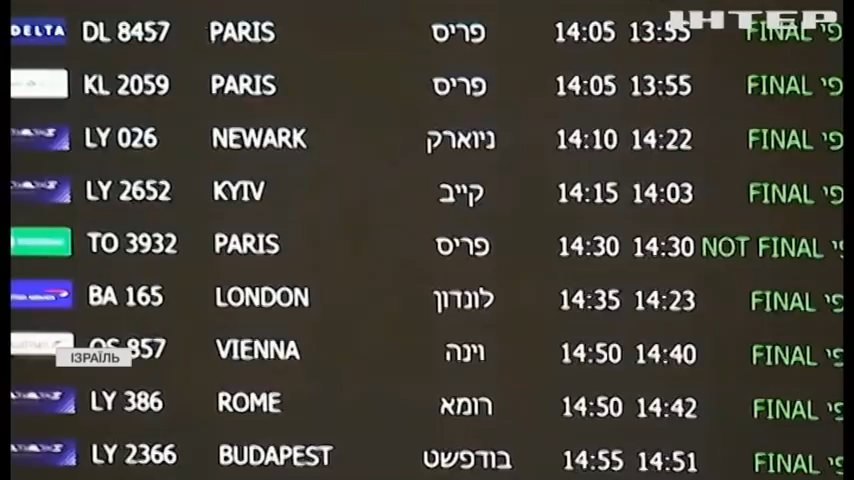 ІНТЕР
DELTA DL 8457 PARIS פריס 14:05 13:55 FINAL פי
KL 2059 PARIS פריס 14:05 13:55 FINAL פי
LY 026 NEWARK ניוארק 14:10 14:22 FINAL פי
LY 2652 KYIV קייב 14:15 14:03 FINAL פי
TO 3932 PARIS פריס 14:30 14:30 NOT FINAL פי
BA 165 LONDON לונדון 14:35 14:23 FINAL פי
OS 857 VIENNA וינה 14:50 14:40 FINAL פי
ІЗРАЇЛЬ
LY 386 ROME רומא 14:50 14:42 FINAL פי
LY 2366 BUDAPEST בודפשט 14:55 14:51 FINAL פי